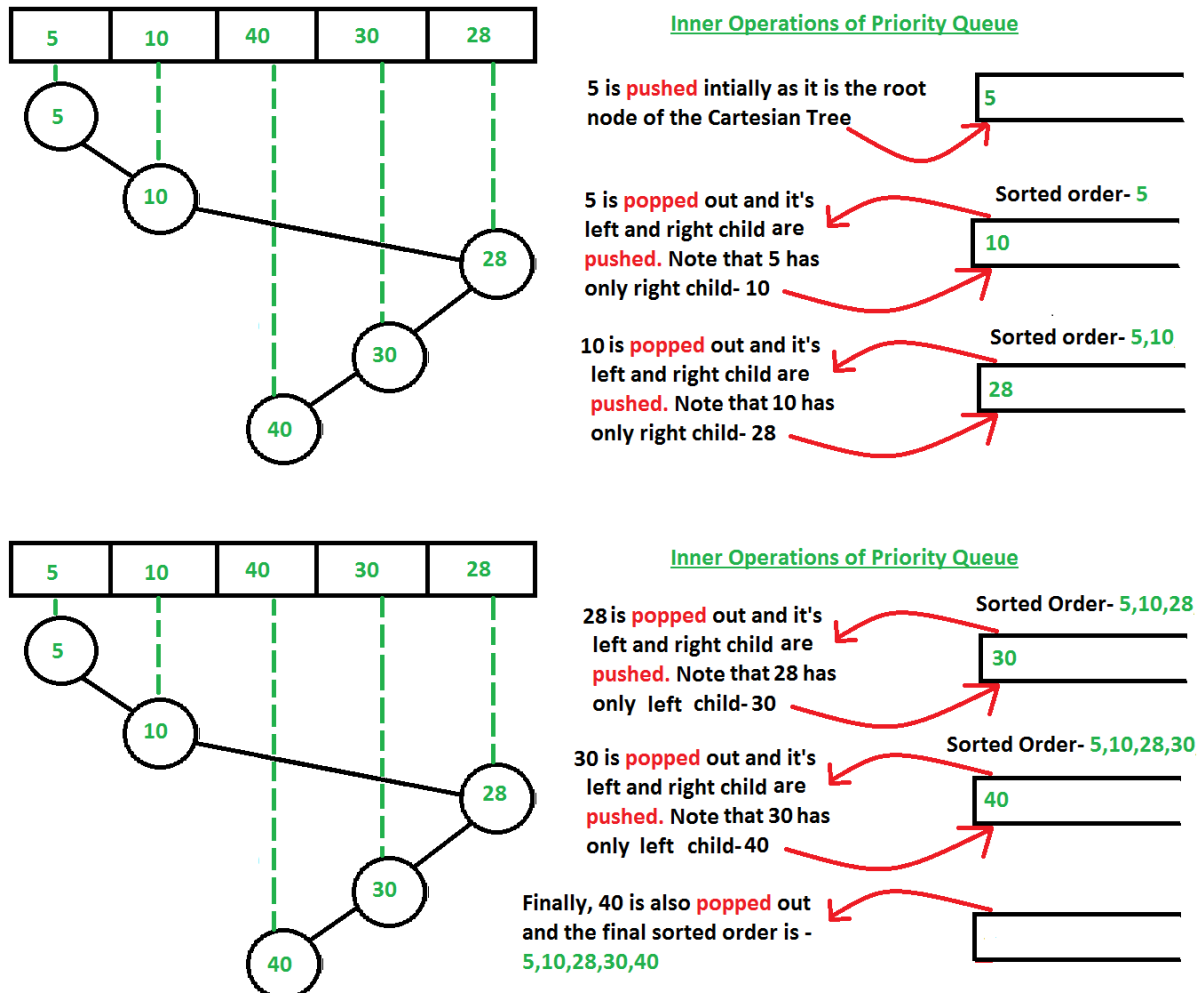 5 10 40 30 28
5
10
28
30
40
Inner Operations of Priority Queue
5 is pushed intially as it is the root
node of the Cartesian Tree
5
5 is popped out and it's
left and right child are
pushed. Note that 5 has
only right child- 10
Sorted order- 5
10
10 is popped out and it's
left and right child are
pushed. Note that 10 has
only right child- 28
Sorted order- 5,10
28
5 10 40 30 28
5
10
28
30
40
Inner Operations of Priority Queue
28 is popped out and it's
left and right child are
pushed. Note that 28 has
only left child- 30
Sorted Order- 5,10,28
30
30 is popped out and it's
left and right child are
pushed. Note that 30 has
only left child- 40
Sorted Order- 5,10,28,30
40
Finally, 40 is also popped out
and the final sorted order is -
5,10,28,30,40